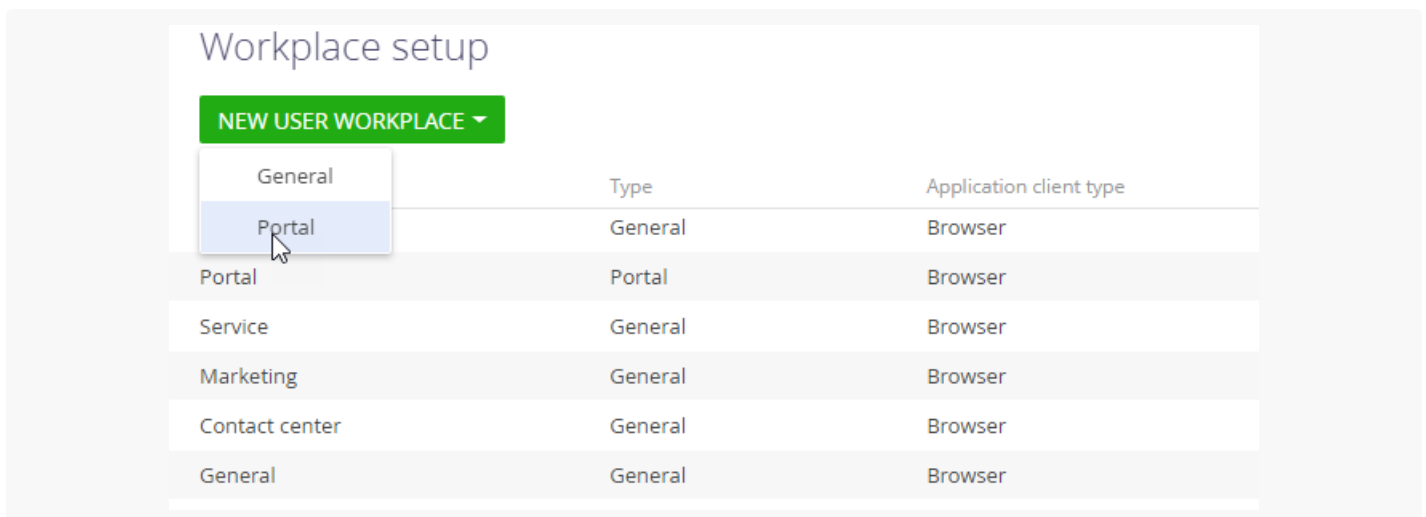 Workplace setup
NEW USER WORKPLACE
General
Type Application client type
Portal General Browser
Portal Portal Browser
Service General Browser
Marketing General Browser
Contact center General Browser
General General Browser